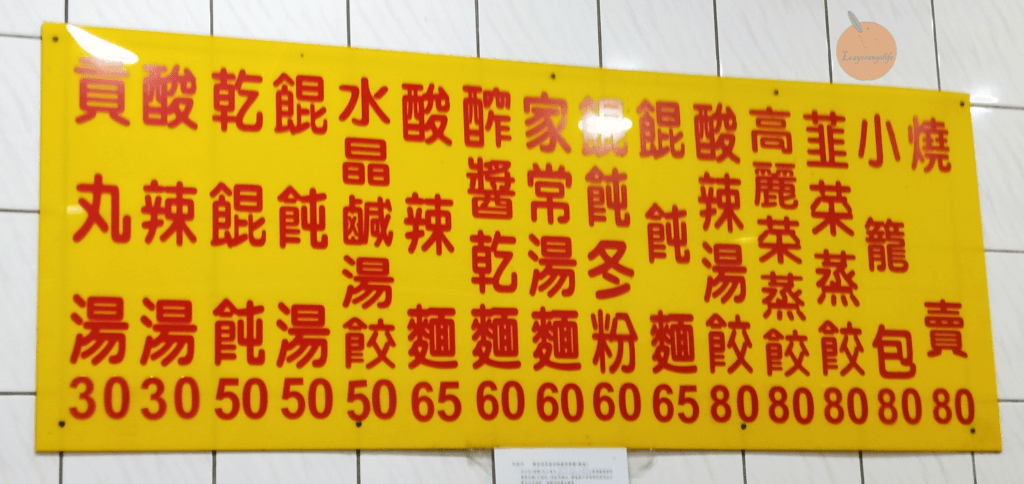 燒賣80
小籠包80
韮菜蒸餃80
高麗菜蒸餃80
酸辣湯餃80
餛飩麵65
餛飩冬粉60
家常湯麵60
醡醬乾麵60
酸辣麵65
水晶鹹湯餃50
餛飩湯50
乾餛飩50
酸辣湯30
貢丸湯30
Lazyorangelife